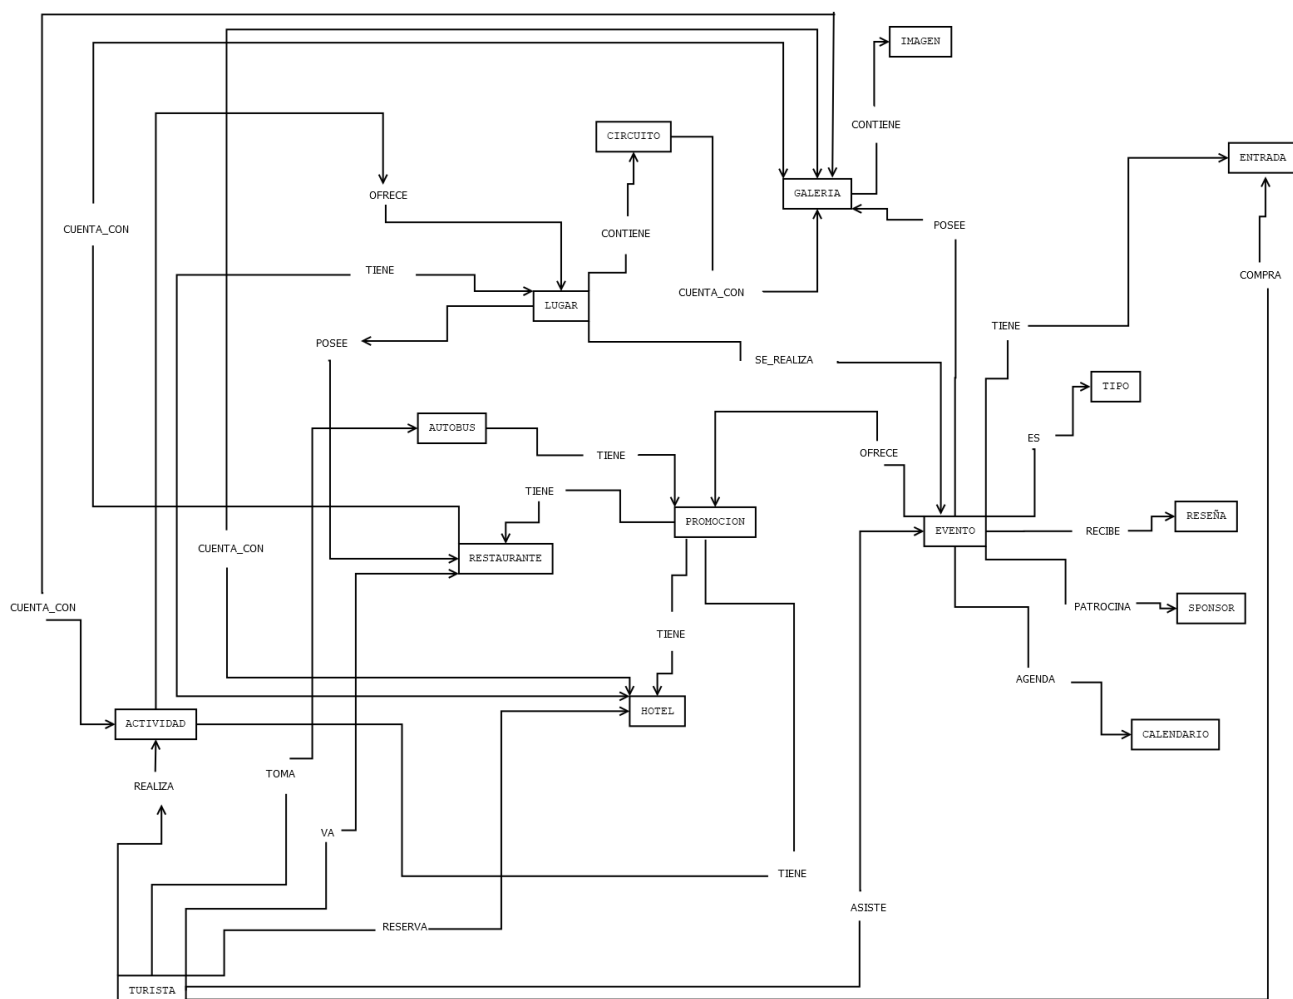 IMAGEN
CONTIENE
CIRCUITO
ENTRADA
OFRECE
GALERIA
CUENTA_CON
CONTIENE
POSEE
TIENE
COMPRA
CUENTA_CON
LUGAR
TIENE
POSEE
SE_REALIZA
TIPO
AUTOBUS
ES
TIENE
OFRECE
TIENE
PROMOCION
RESEÑA
EVENTO
RECIBE
CUENTA_CON
RESTAURANTE
CUENTA_CON
PATROCINA
SPONSOR
TIENE
AGENDA
HOTEL
ACTIVIDAD
CALENDARIO
TOMA
REALIZA
VA
TIENE
ASISTE
RESERVA
TURISTA